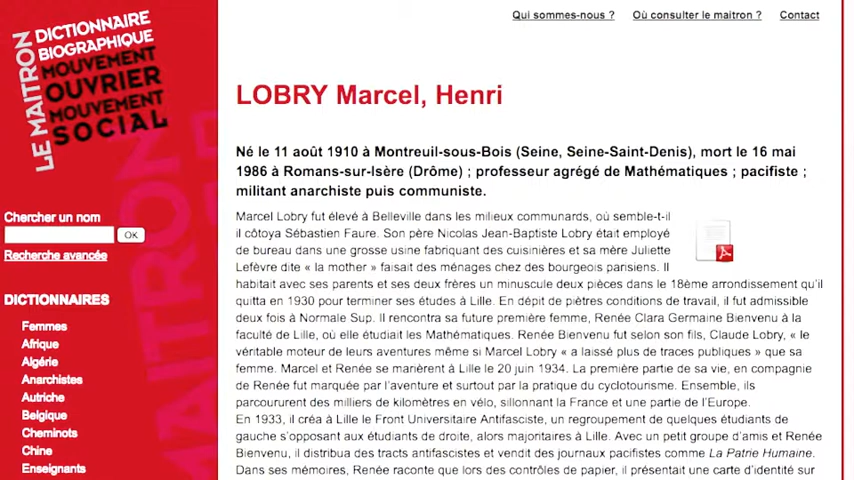 Qui sommes-nous ? Où consulter le maitron ? Contact
LE MAITRON
DICTIONNAIRE
BIOGRAPHIQUE
MOUVEMENT
OUVRIER
MOUVEMENT
SOCIAL
MAITRON
Chercher un nom
OK
Recherche avancée
DICTIONNAIRES
Femmes
Afrique
Algérie
Anarchistes
Autriche
Belgique
Cheminots
Chine
Enseignants
LOBRY Marcel, Henri
Né le 11 août 1910 à Montreuil-sous-Bois (Seine, Seine-Saint-Denis), mort le 16 mai
1986 à Romans-sur-Isère (Drôme) ; professeur agrégé de Mathématiques ; pacifiste ;
militant anarchiste puis communiste.
Marcel Lobry fut élevé à Belleville dans les milieux communards, où semble-t-il
il côtoya Sébastien Faure. Son père Nicolas Jean-Baptiste Lobry était employé
de bureau dans une grosse usine fabriquant des cuisinières et sa mère Juliette
Lefèvre dite « la mother » faisait des ménages chez des bourgeois parisiens. Il
habitait avec ses parents et ses deux frères un minuscule deux pièces dans le 18ème arrondissement qu'il
quitta en 1930 pour terminer ses études à Lille. En dépit de piètres conditions de travail, il fut admissible
deux fois à Normale Sup. Il rencontra sa future première femme, Renée Clara Germaine Bienvenu à la
faculté de Lille, où elle étudiant les Mathématiques. Renée Bienvenu fut selon son fils, Claude Lobry, « le
véritable moteur de leurs aventures même si Marcel Lobry « a laissé plus de traces publiques » que sa
femme. Marcel et Renée se marièrent à Lille le 20 juin 1934. La première partie de sa vie, en compagnie
de Renée fut marquée par l'aventure et surtout par la pratique du cyclotourisme. Ensemble, ils
parcoururent des milliers de kilomètres en vélo, sillonnant la France et une partie de l'Europe.
En 1933, il créa à Lille le Front Universitaire Antifasciste, un regroupement de quelques étudiants de
gauche s'opposant aux étudiants de droite, alors majoritaires à Lille. Avec un petit groupe d'amis et Renée
Bienvenu, il distribua des tracts antifascistes et vendit des journaux pacifistes comme La Patrie Humaine.
Dans ses mémoires, Renée raconte que lors des contrôles de papier, il présentait une carte d'identité sur